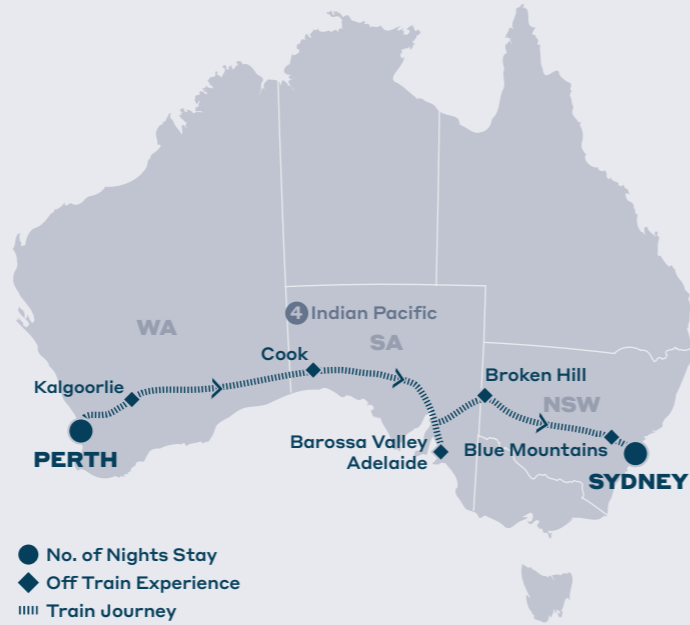 4 Indian Pacific
WA
SA
Cook
Kalgoorlie
Broken Hill
NSW
PERTH
Barossa Valley
Adelaide
Blue Mountains
SYDNEY
No. of Nights Stay
Off Train Experience
Train Journey